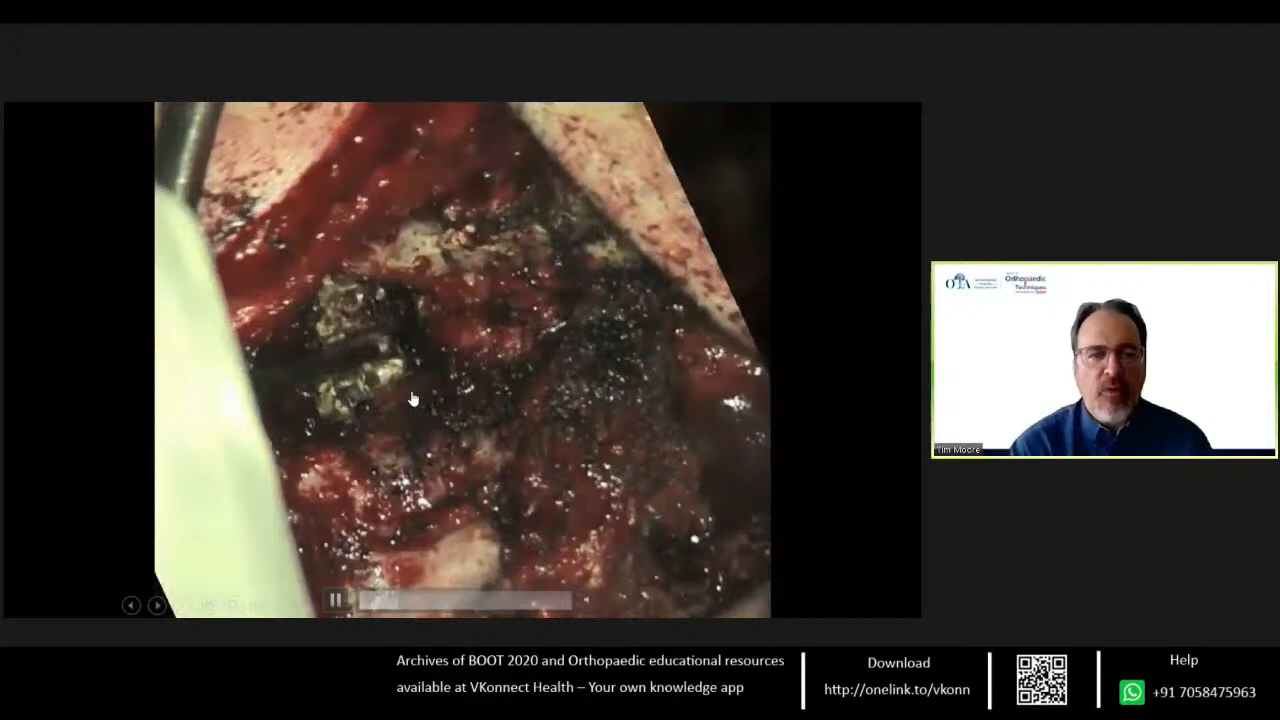 OTA
Orthopaedic
Techniques
Tim Moore
Archives of BOOT 2020 and Orthopaedic educational resources
available at VKonnect Health – Your own knowledge app
Download
http://onelink.to/vkonn
Help
+91 7058475963